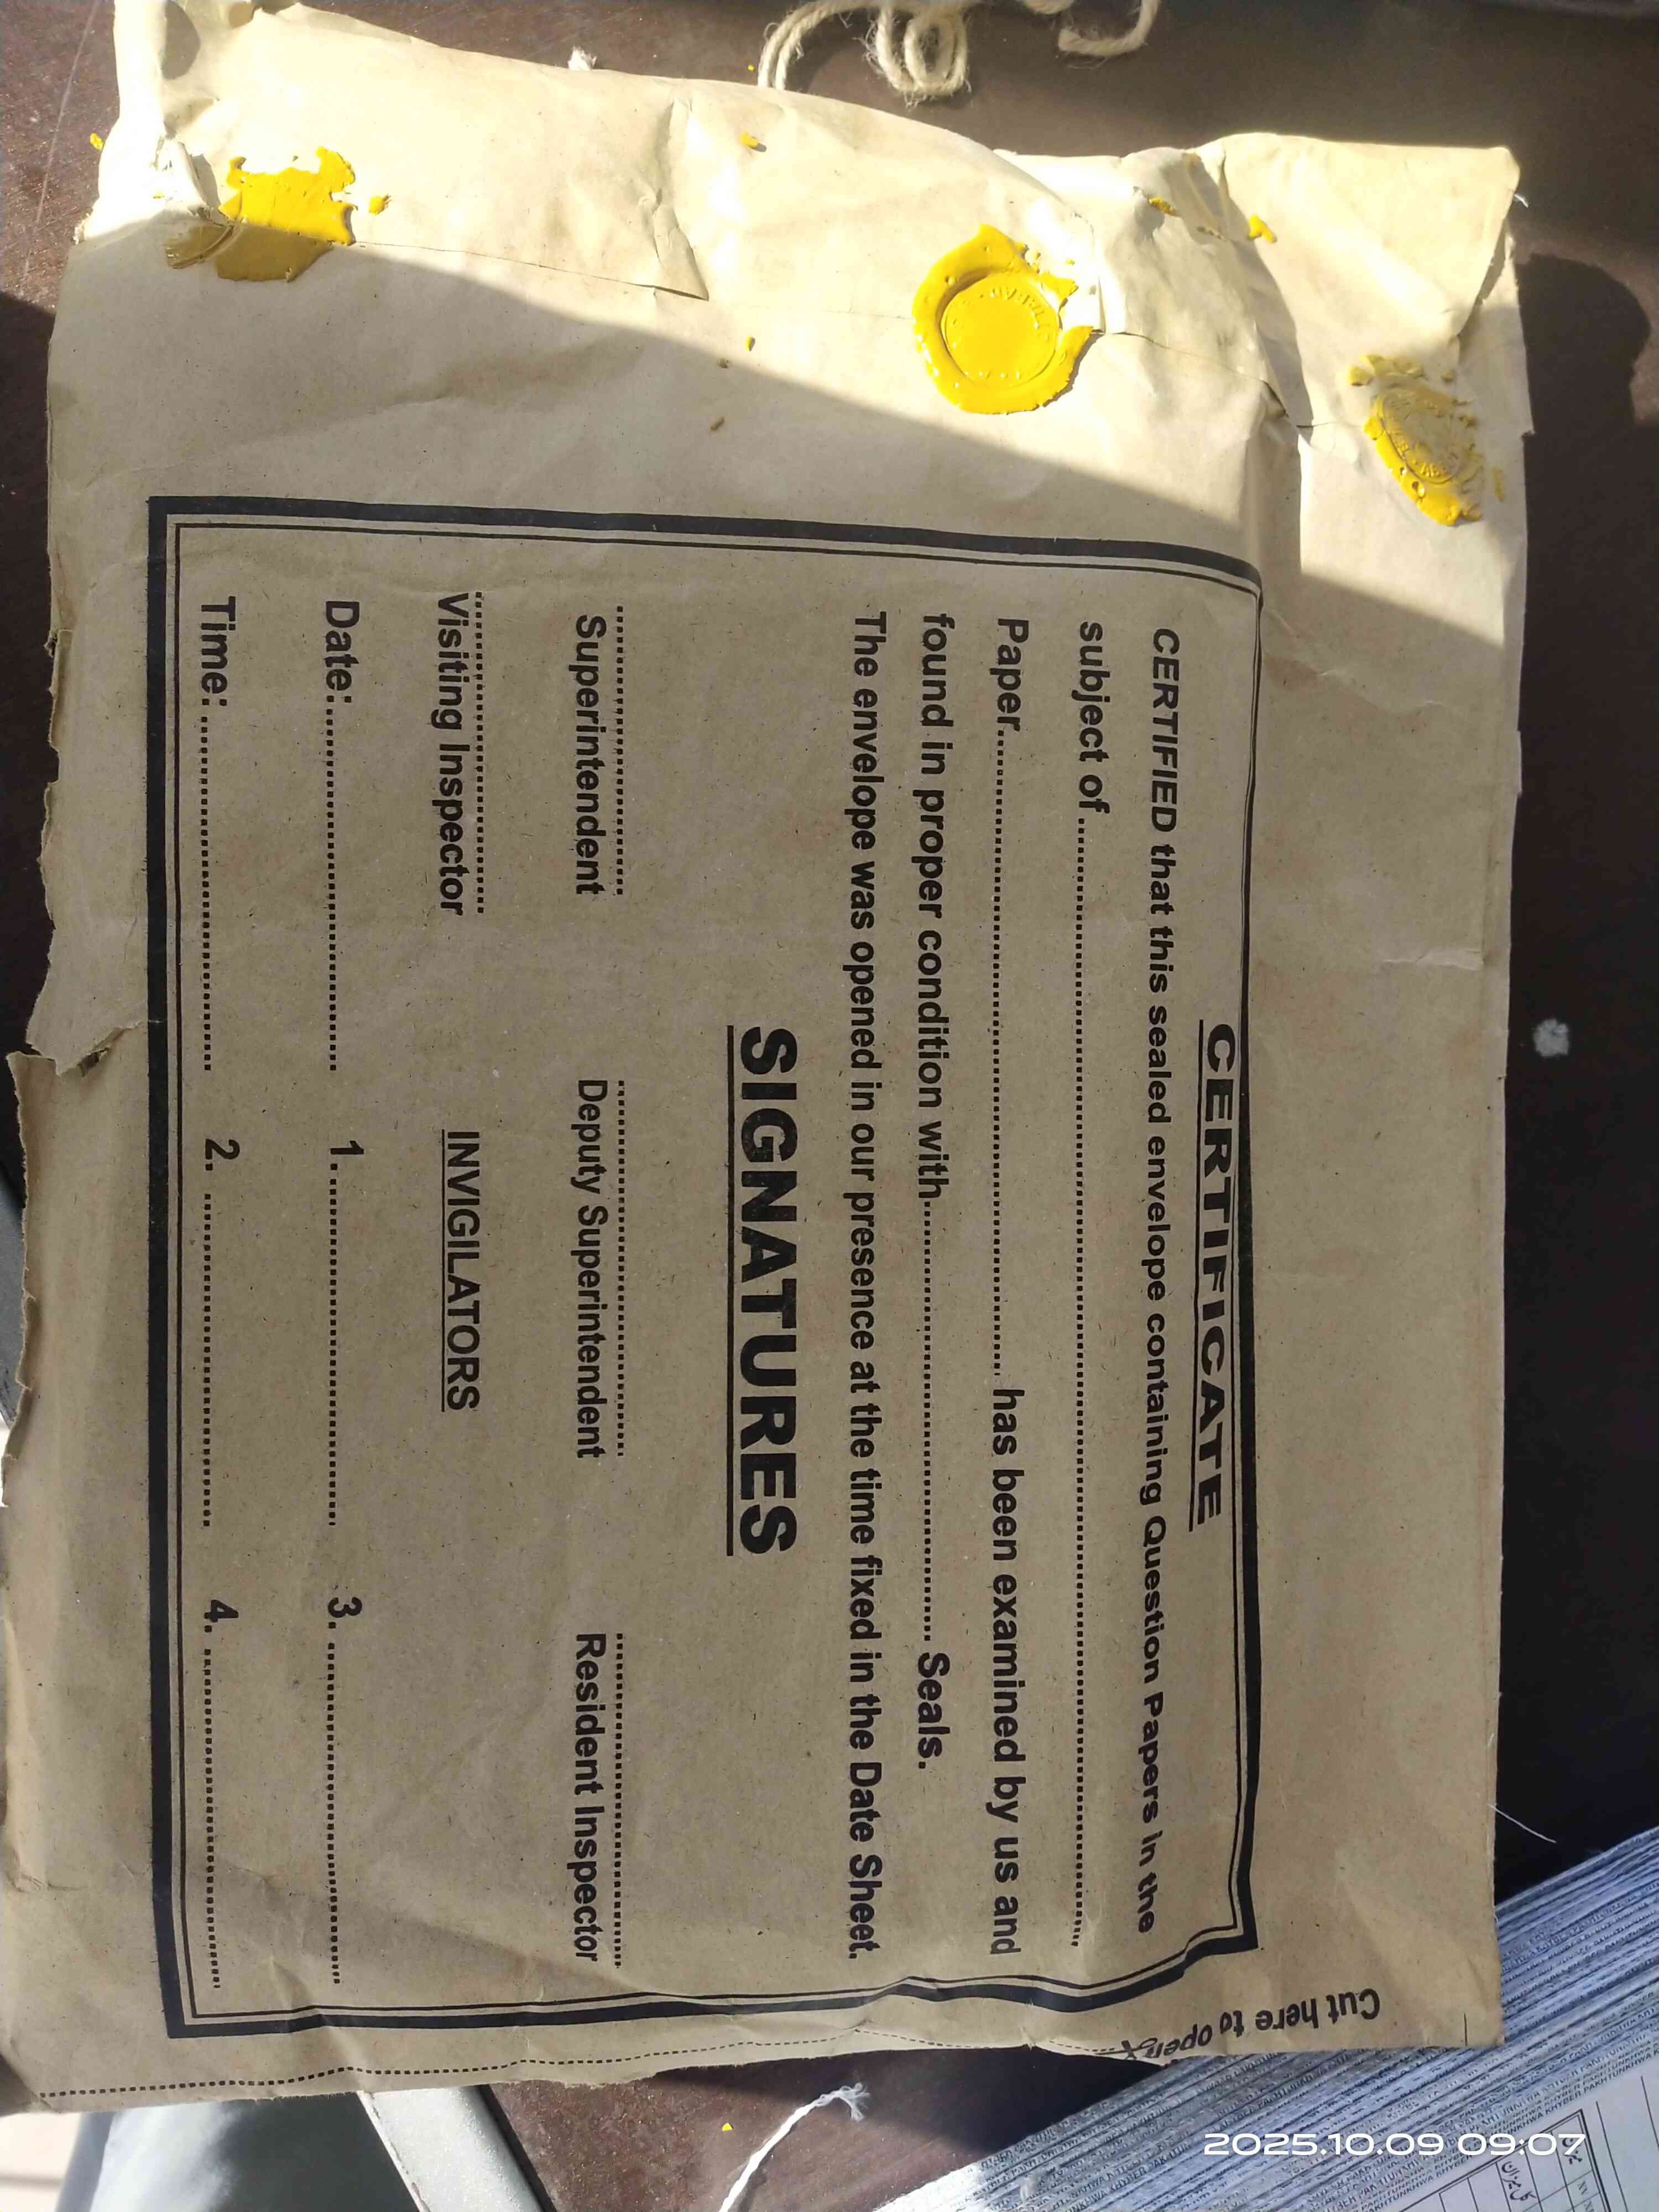 CERTIFICATE
CERTIFIED that this sealed envelope containing Question Papers in the
subject of ..........
Paper.......... has been examined by us and
found in proper condition with.......... Seals.
The envelope was opened in our presence at the time fixed in the Date Sheet.
SIGNATURES
Superintendent Deputy Superintendent Resident Inspector
Visiting Inspector INVIGILATORS
Date:.......... 1.......... 3. ..........
Time: .......... 2. .......... 4. ..........
Cut here to open
KHYBER PAKHTUNKHWA
2025.10.09 09:07